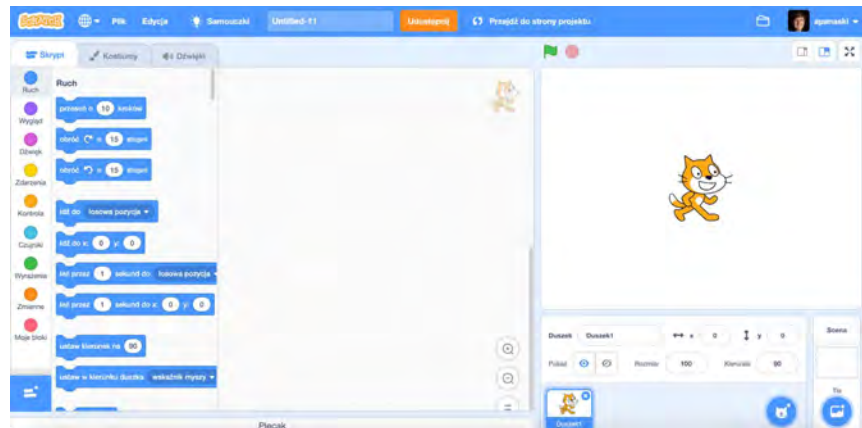 SCRATCH Plik Edycja Samouczki Untitled-11 Udostępnij Przejdź do strony projektu
Skrypt Kostiumy Dźwięki
Ruch
Ruch
przesuń o 10 kroków
Wygląd
obróć o 15 stopni
Dźwięk
obróć o 15 stopni
Zdarzenia
Kontrola
idź do losowa pozycja
Czujniki
idź do x: 0 y: 0
Wyrażenia
leć przez 1 sekund do losowa pozycja
Zmienne
leć przez 1 sekund do x: 0 y: 0
Moje bloki
ustaw kierunek na 90
ustaw w kierunku duszka wskaźnik myszy
Plecak
Duszek Duszek1 x 0 y 0
Pokaż Rozmiar 100 Kierunek 90
Duszek1
Scena
Tła